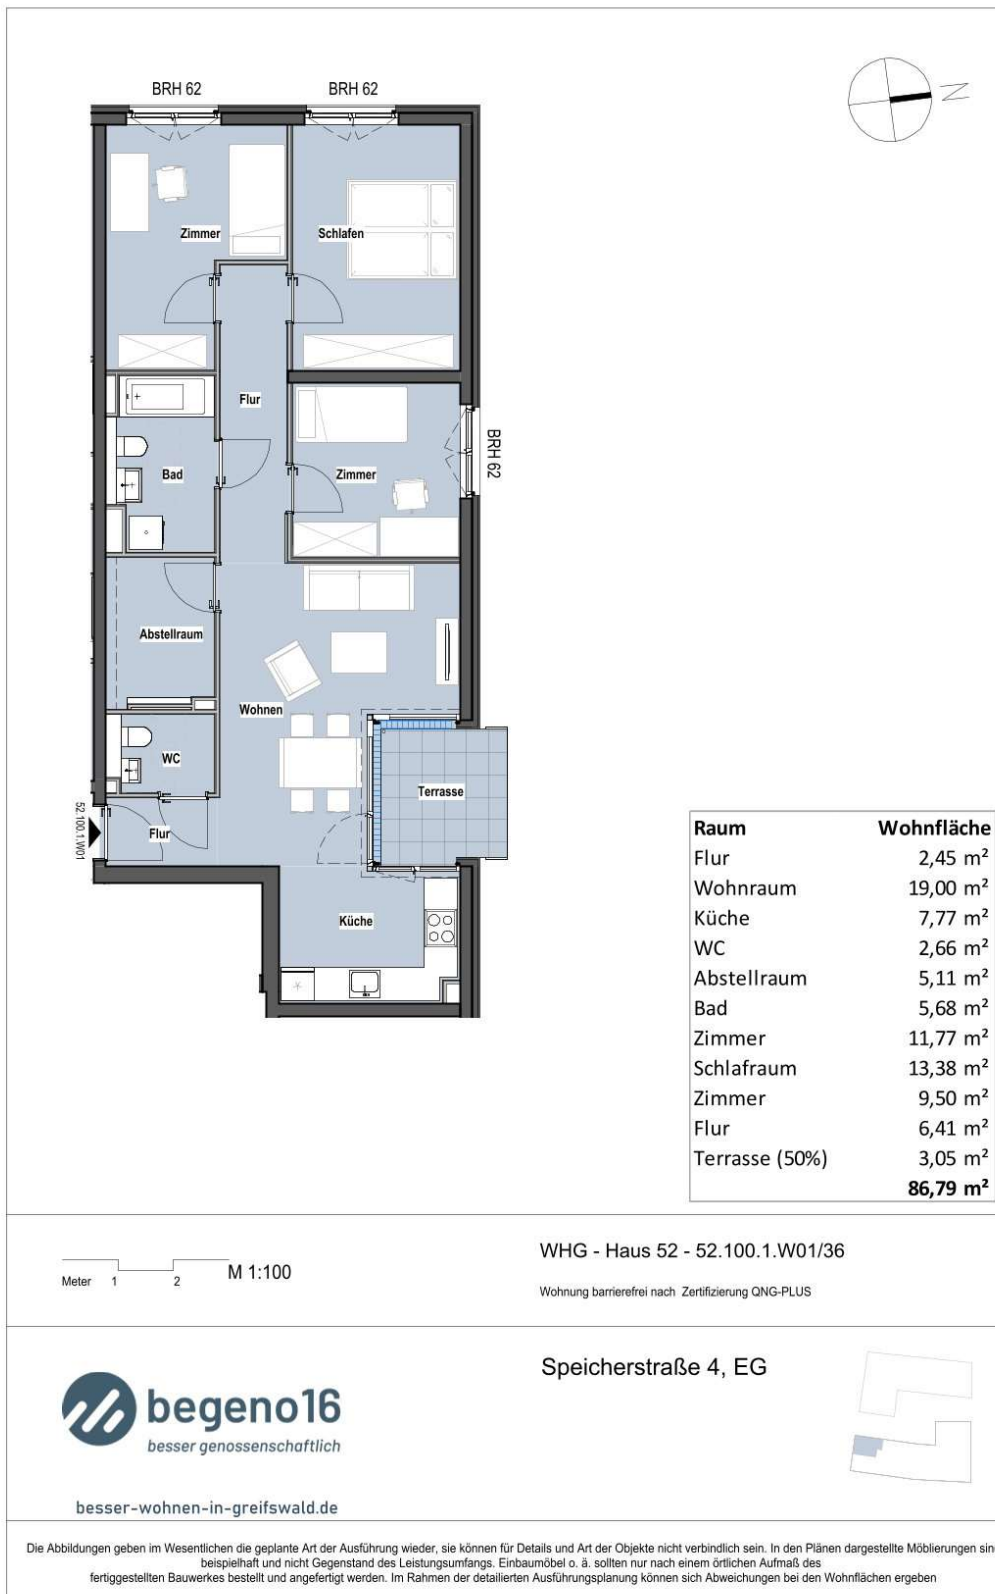 BRH 62 BRH 62
N
Zimmer Schlafen
Flur
BRH 62
Bad Zimmer
Abstellraum
Wohnen
WC
Terrasse
52.100.1.W01
Flur
Küche
Raum Wohnfläche
Flur 2,45 m²
Wohnraum 19,00 m²
Küche 7,77 m²
WC 2,66 m²
Abstellraum 5,11 m²
Bad 5,68 m²
Zimmer 11,77 m²
Schlafraum 13,38 m²
Zimmer 9,50 m²
Flur 6,41 m²
Terrasse (50%) 3,05 m²
86,79 m²
Meter 1 2 M 1:100
WHG - Haus 52 - 52.100.1.W01/36
Wohnung barrierefrei nach Zertifizierung QNG-PLUS
Speicherstraße 4, EG
begeno16
besser genossenschaftlich
besser-wohnen-in-greifswald.de
Die Abbildungen geben im Wesentlichen die geplante Art der Ausführung wieder, sie können für Details und Art der Objekte nicht verbindlich sein. In den Plänen dargestellte Möblierungen sin
beispielhaft und nicht Gegenstand des Leistungsumfangs. Einbaumöbel o. ä. sollten nur nach einem örtlichen Aufmaß des
fertiggestellten Bauwerkes bestellt und angefertigt werden. Im Rahmen der detailierten Ausführungsplanung können sich Abweichungen bei den Wohnflächen ergeben